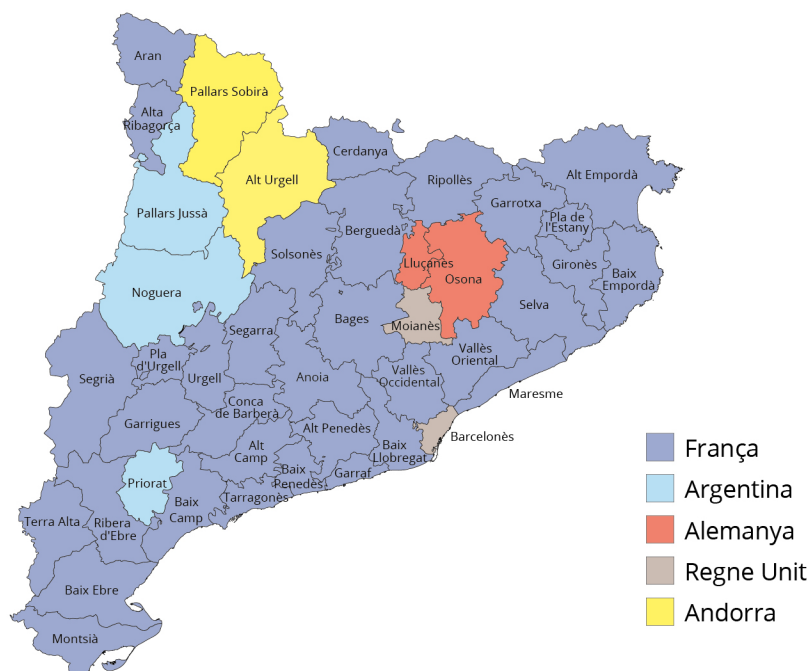 Aran
Pallars Sobirà
Alta
Ribagorça
Cerdanya
Alt Urgell
Ripollès
Alt Empordà
Garrotxa
Pallars Jussà
Pla de
l'Estany
Berguedà
Solsonès
Lluçanès
Osona
Gironès
Baix
Empordà
Noguera
Selva
Bages
Moianès
Segarra
Vallès
Oriental
Pla
d'Urgell
Segrià
Urgell
Anoia
Vallès
Occidental
Maresme
Conca
de Barberà
Garrigues
Alt Penedès
Barcelonès
Alt
Camp
Baix
Llobregat
Baix
Penedès
Garraf
Priorat
Tarragonès
Baix
Camp
Terra Alta
Ribera
d'Ebre
Baix Ebre
Montsià
França
Argentina
Alemanya
Regne Unit
Andorra